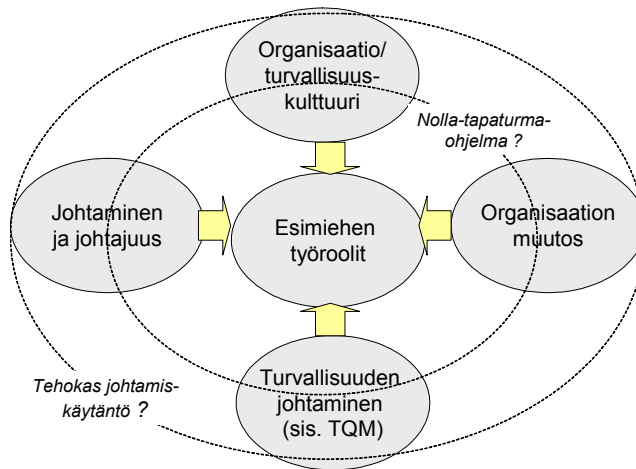 Organisaatio/
turvallisuus-
kulttuuri
Nolla-tapaturma-
ohjelma ?
Johtaminen
ja johtajuus
Esimiehen
työroolit
Organisaation
muutos
Tehokas johtamis-
käytäntö ?
Turvallisuuden
johtaminen
(sis. TQM)